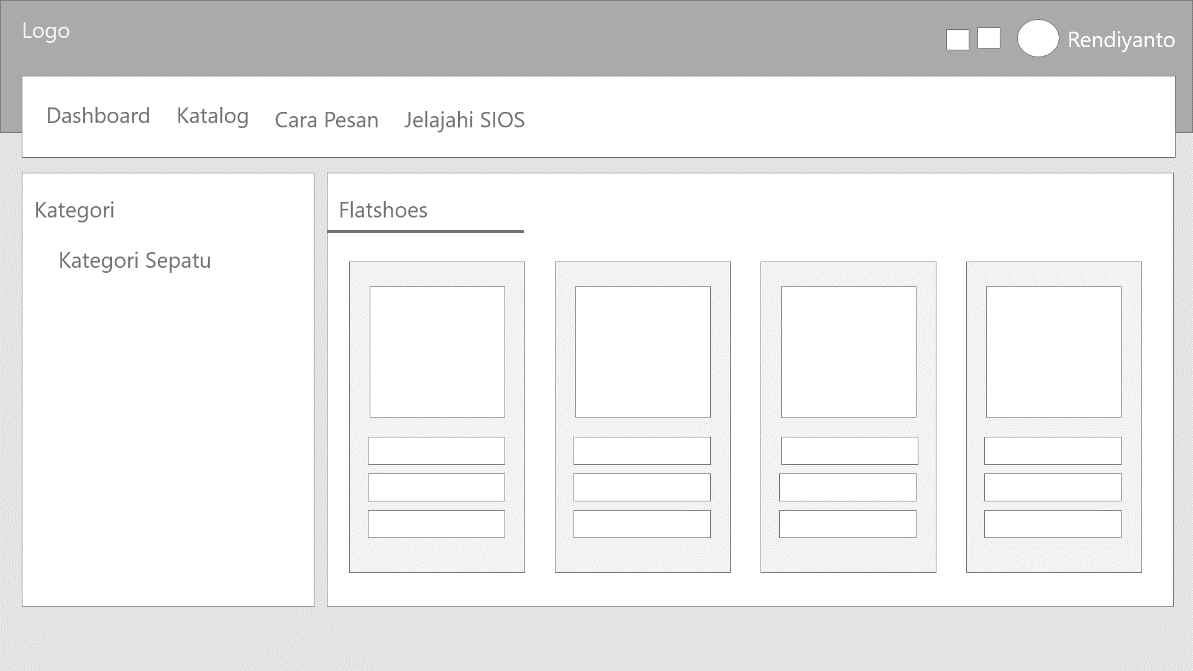 Logo
Rendiyanto
Dashboard Katalog Cara Pesan Jelajahi SIOS
Kategori
Kategori Sepatu
Flatshoes